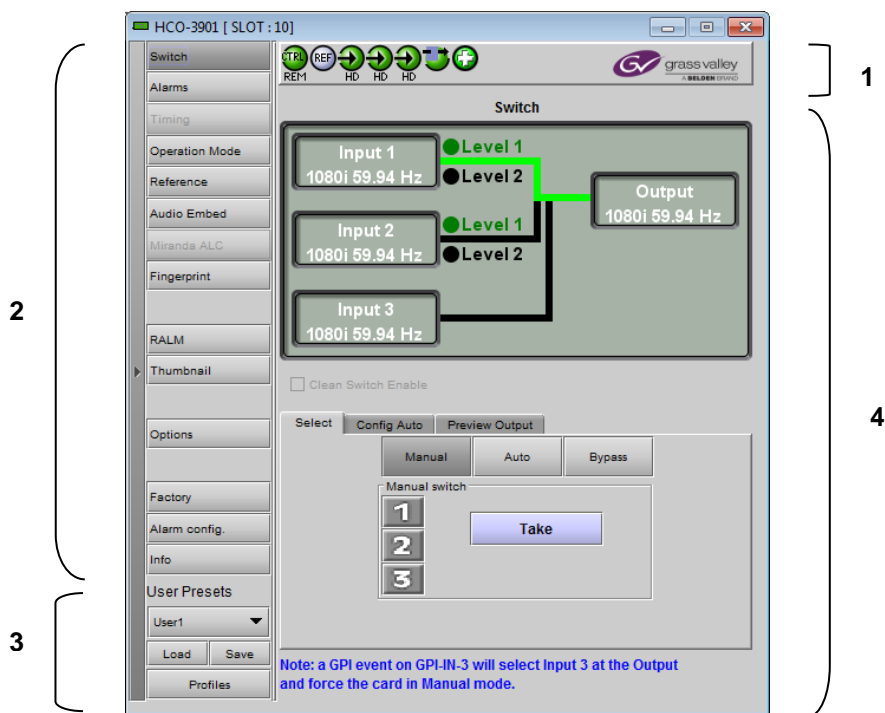 HCO-3901 [ SLOT : 10]
Switch
Alarms
Timing
Operation Mode
Reference
Audio Embed
Miranda ALC
Fingerprint
RALM
Thumbnail
Options
Factory
Alarm config.
Info
User Presets
User1
Load Save
Profiles
CTRL REF
REM HD HD HD
GV grass valley
A BELDEN BRAND
Switch
Input 1
1080i 59.94 Hz
Level 1
Level 2
Input 2
1080i 59.94 Hz
Level 1
Level 2
Input 3
1080i 59.94 Hz
Output
1080i 59.94 Hz
Clean Switch Enable
Select Config Auto Preview Output
Manual Auto Bypass
Manual switch
1
2
3
Take
Note: a GPI event on GPI-IN-3 will select Input 3 at the Output
and force the card in Manual mode.
1
2
3
4